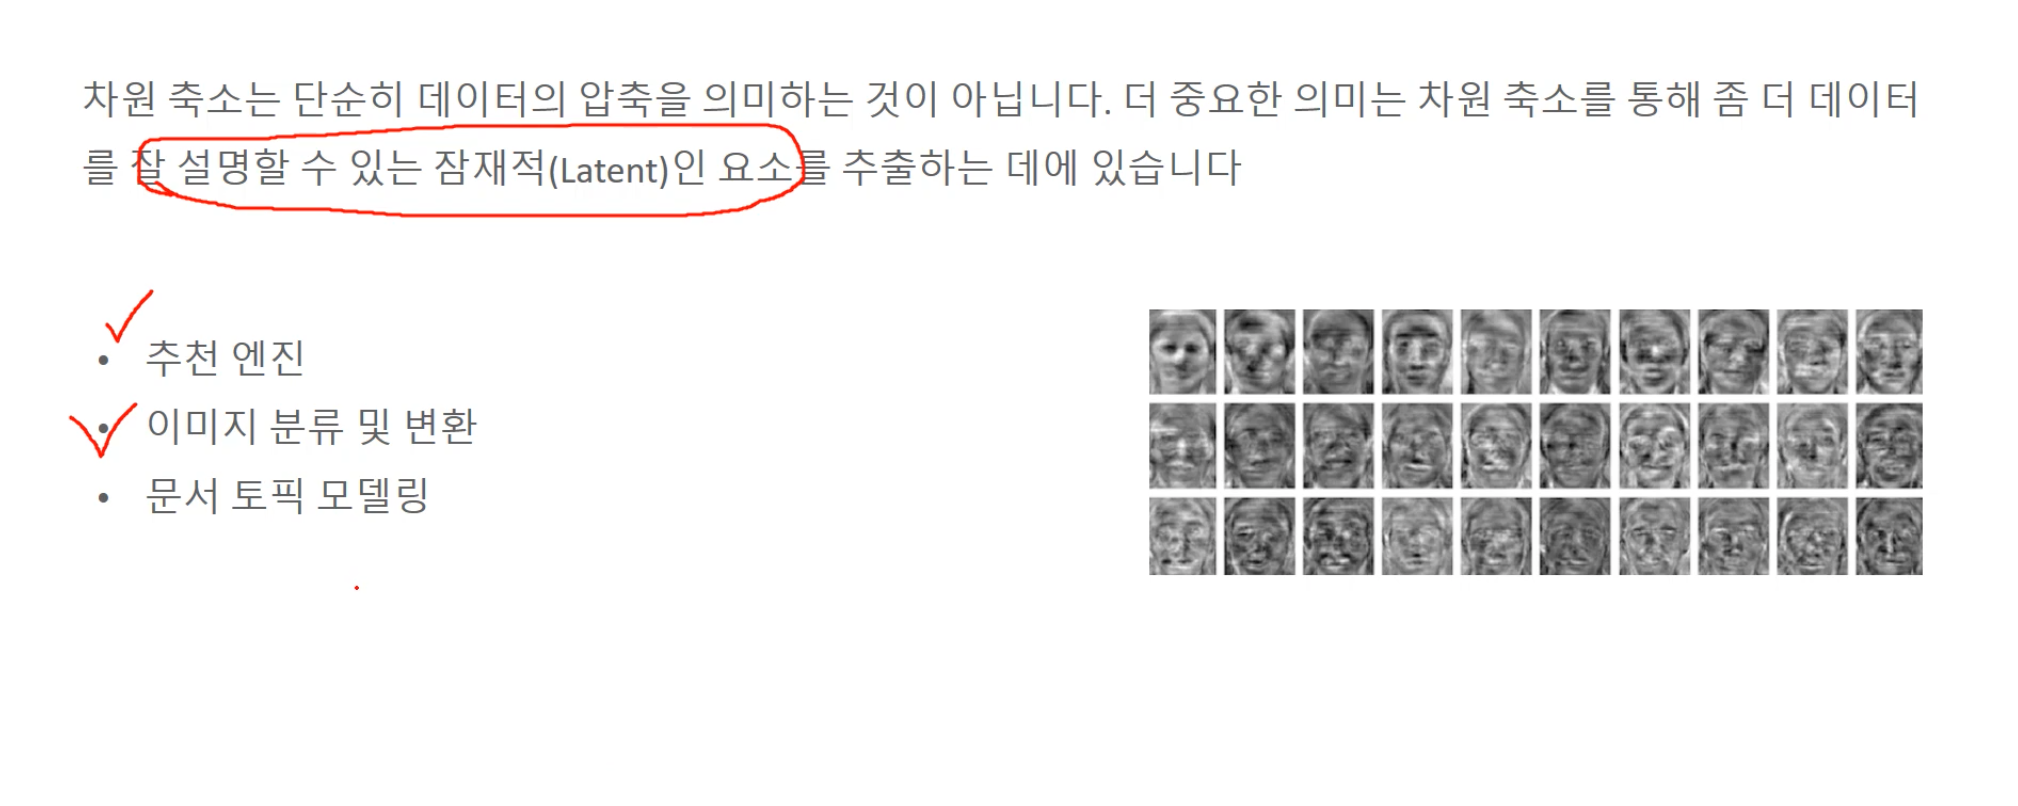 차원 축소는 단순히 데이터의 압축을 의미하는 것이 아닙니다. 더 중요한 의미는 차원 축소를 통해 좀 더 데이터
를 잘 설명할 수 있는 잠재적(Latent)인 요소를 추출하는 데에 있습니다
• 추천 엔진
• 이미지 분류 및 변환
• 문서 토픽 모델링